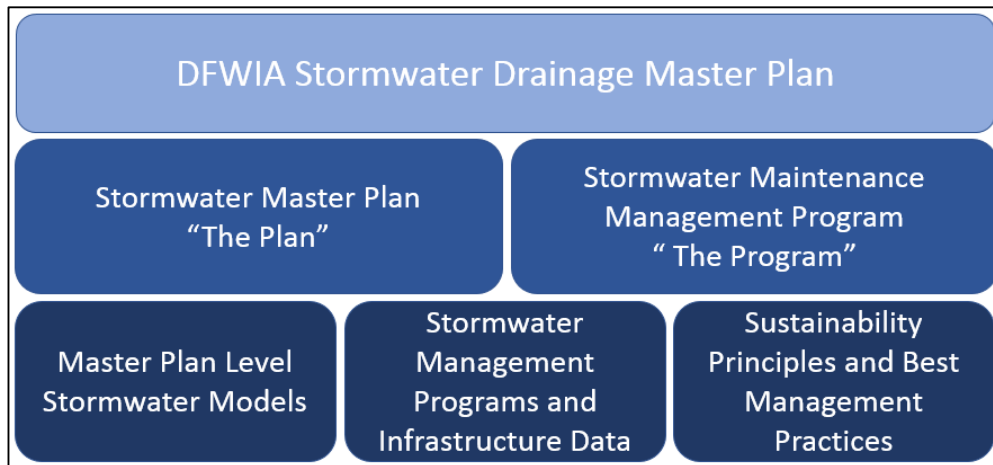 DFWIA Stormwater Drainage Master Plan
Stormwater Master Plan
“The Plan”
Stormwater Maintenance
Management Program
“ The Program”
Master Plan Level
Stormwater Models
Stormwater
Management
Programs and
Infrastructure Data
Sustainability
Principles and Best
Management
Practices